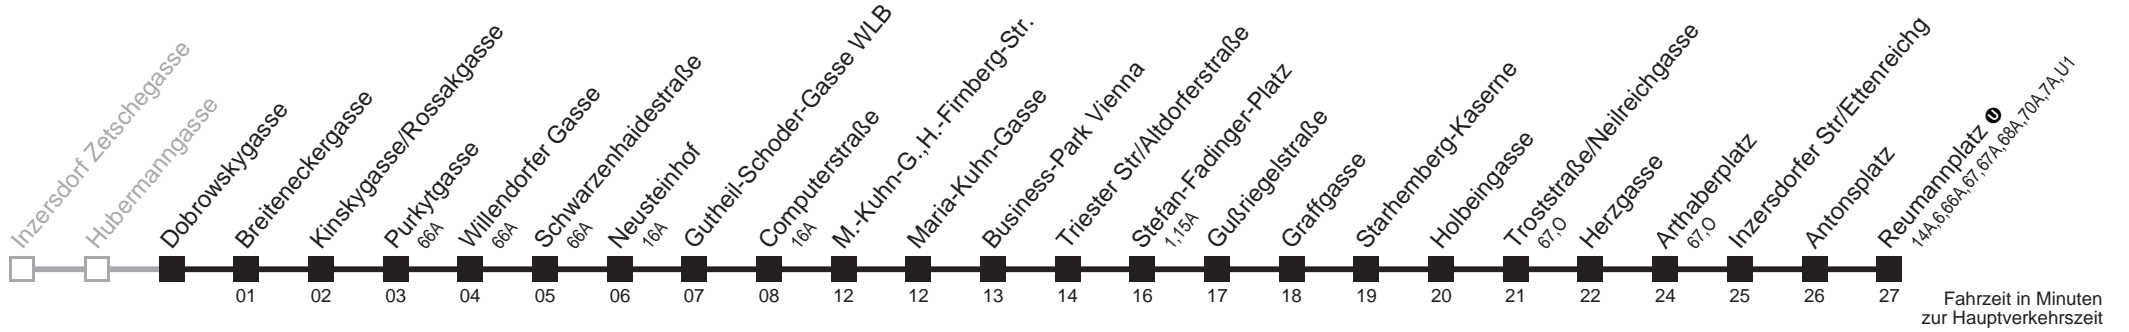 Inzersdorf Zetschegasse
Hubermanngasse
Dobrowskygasse
Breiteneckergasse
01
Kinskygasse/Rossakgasse
02
Purkytgasse
66A
03
Willendorfer Gasse
66A
04
Schwarzenhaidestraße
66A
05
Neusteinhof
16A
06
Gutheil-Schoder-Gasse WLB
07
Computerstraße
16A
08
M.-Kuhn-G.,H.-Firnberg-Str.
12
Maria-Kuhn-Gasse
12
Business-Park Vienna
13
Triester Str/Altdorferstraße
14
Stefan-Fadinger-Platz
1,15A
16
Gußriegelstraße
17
Graffgasse
18
Starhemberg-Kaserne
19
Holbeingasse
20
Troststraße/Neilreichgasse
67,O
21
Herzgasse
22
Arthaberplatz
67,O
24
Inzersdorfer Str/Ettenreichg
25
Antonsplatz
26
Reumannplatz U
14A,6,66A,67,67A,68A,70A,7A,U1
27
Fahrzeit in Minuten
zur Hauptverkehrszeit